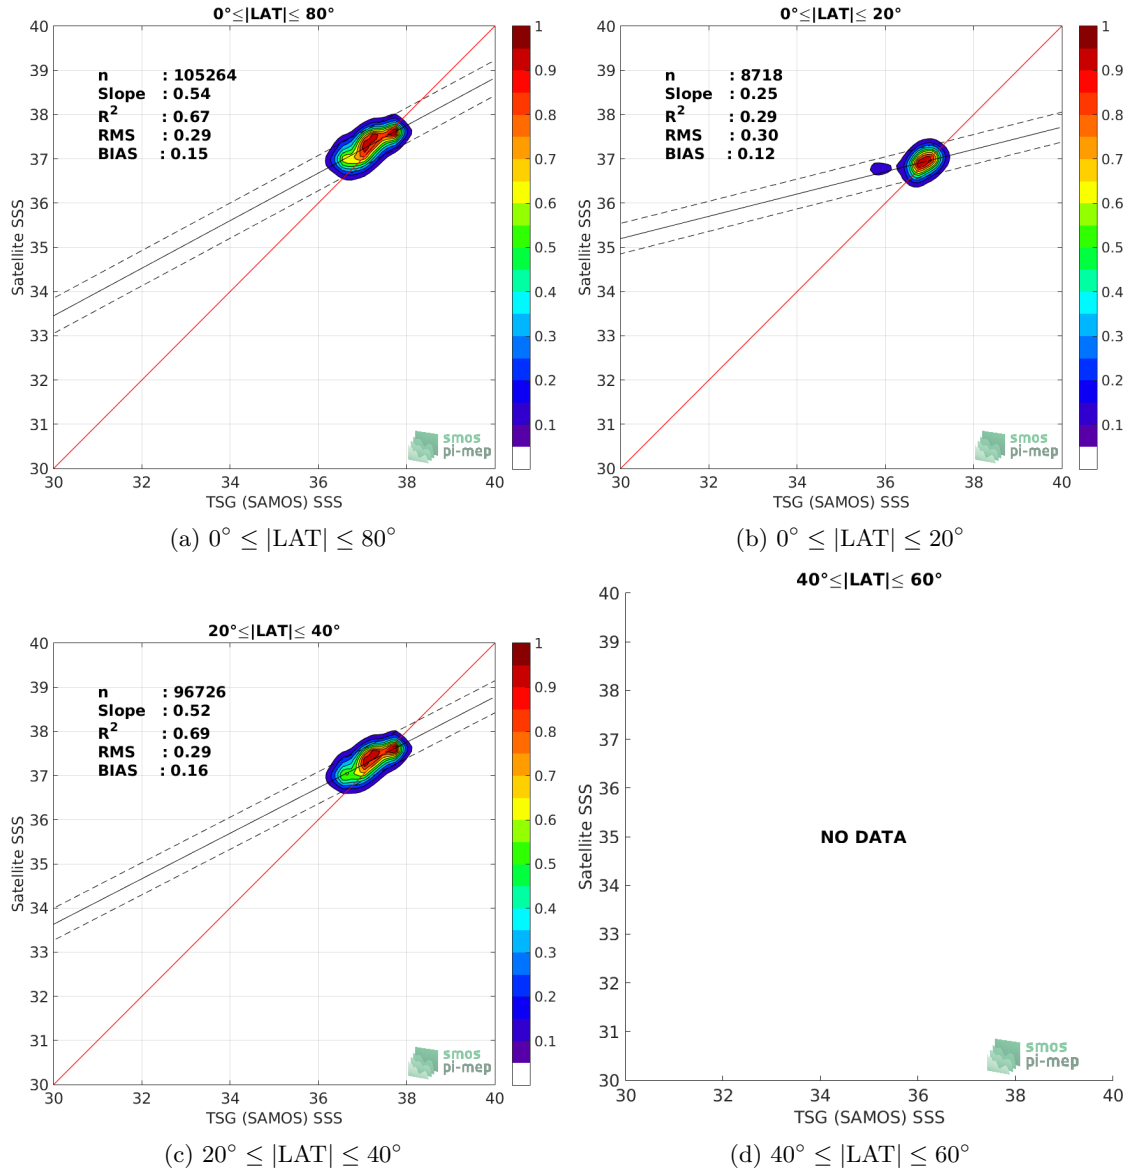 0°≤|LAT|≤ 80°
40
39
38
37
36
35
34
33
32
31
30
Satellite SSS
n : 105264
Slope : 0.54
R² : 0.67
RMS : 0.29
BIAS : 0.15
smos
pi-mep
30 32 34 36 38 40
TSG (SAMOS) SSS
1
0.9
0.8
0.7
0.6
0.5
0.4
0.3
0.2
0.1
(a) 0° ≤ |LAT| ≤ 80°
0°≤|LAT|≤ 20°
40
39
38
37
36
35
34
33
32
31
30
Satellite SSS
n : 8718
Slope : 0.25
R² : 0.29
RMS : 0.30
BIAS : 0.12
smos
pi-mep
30 32 34 36 38 40
TSG (SAMOS) SSS
1
0.9
0.8
0.7
0.6
0.5
0.4
0.3
0.2
0.1
(b) 0° ≤ |LAT| ≤ 20°
20°≤|LAT|≤ 40°
40
39
38
37
36
35
34
33
32
31
30
Satellite SSS
n : 96726
Slope : 0.52
R² : 0.69
RMS : 0.29
BIAS : 0.16
smos
pi-mep
30 32 34 36 38 40
TSG (SAMOS) SSS
1
0.9
0.8
0.7
0.6
0.5
0.4
0.3
0.2
0.1
(c) 20° ≤ |LAT| ≤ 40°
40°≤|LAT|≤ 60°
40
39
38
37
36
35
34
33
32
31
30
Satellite SSS
NO DATA
smos
pi-mep
30 32 34 36 38 40
TSG (SAMOS) SSS
(d) 40° ≤ |LAT| ≤ 60°